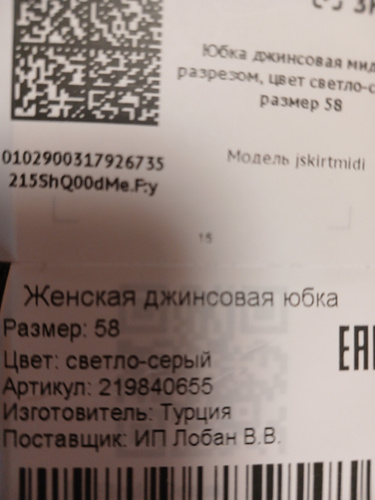 Юбка джинсовая мид
разрезом, цвет светло-с
размер 58
0102900317926735
215ShQ00dMe.F:y
Модель jskirtmidi
15
Женская джинсовая юбка
Размер: 58
Цвет: светло-серый
Артикул: 219840655
Изготовитель: Турция
Поставщик: ИП Лобан В.В.
EAC